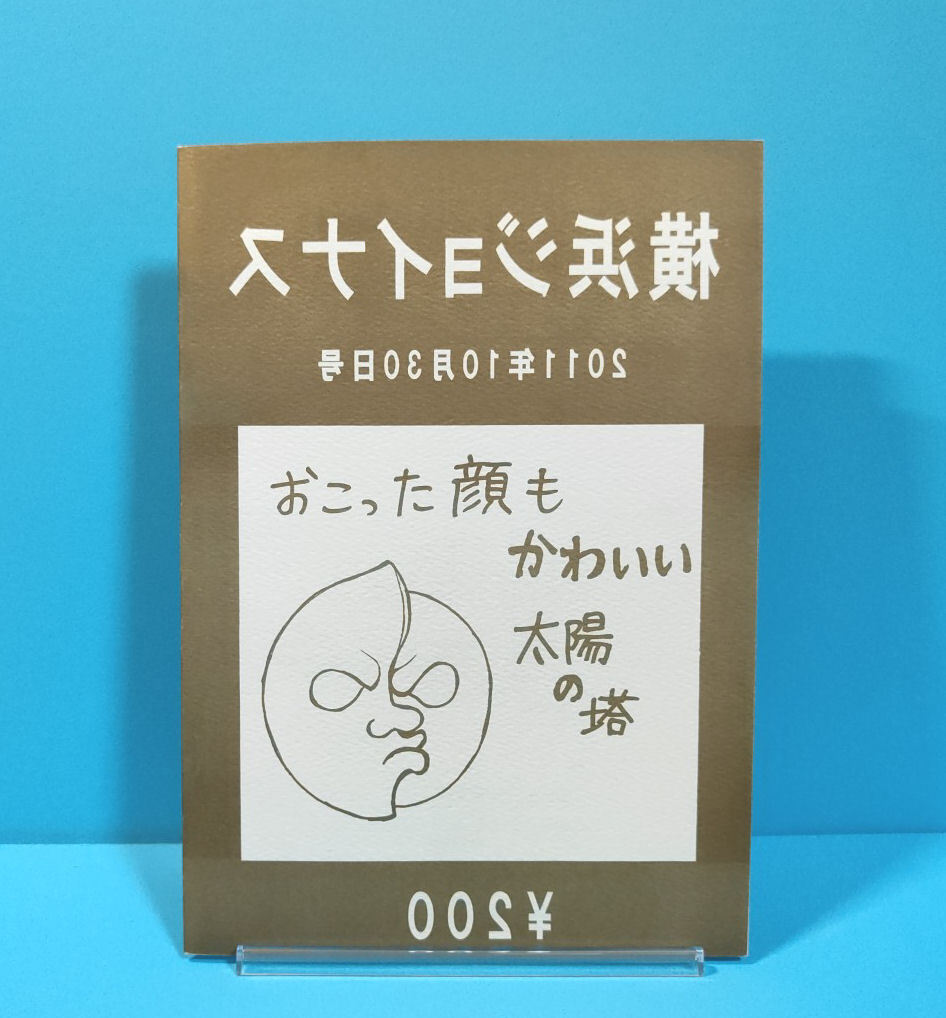 横浜ジョイナス
2011年10月30日号
おこった顔も
かわいい
太陽
の
塔
¥200